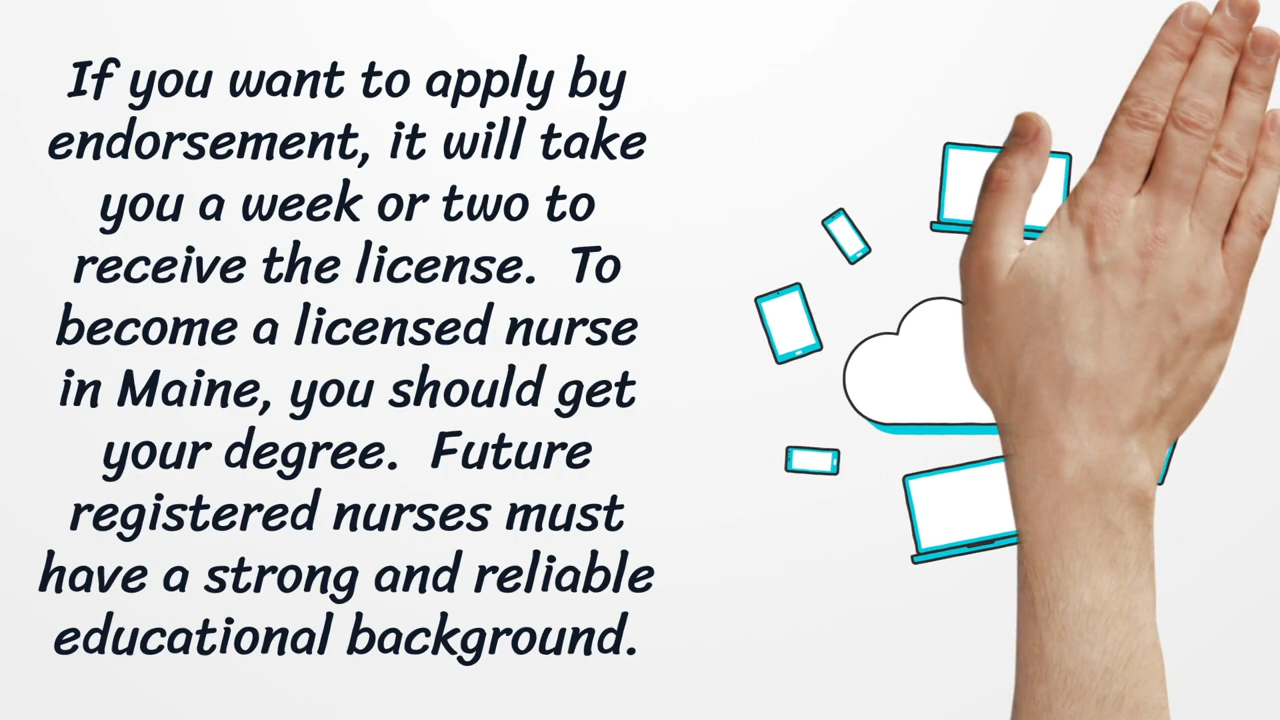 If you want to apply by
endorsement, it will take
you a week or two to
receive the license.  To
become a licensed nurse
in Maine, you should get
your degree.  Future
registered nurses must
have a strong and reliable
educational background.